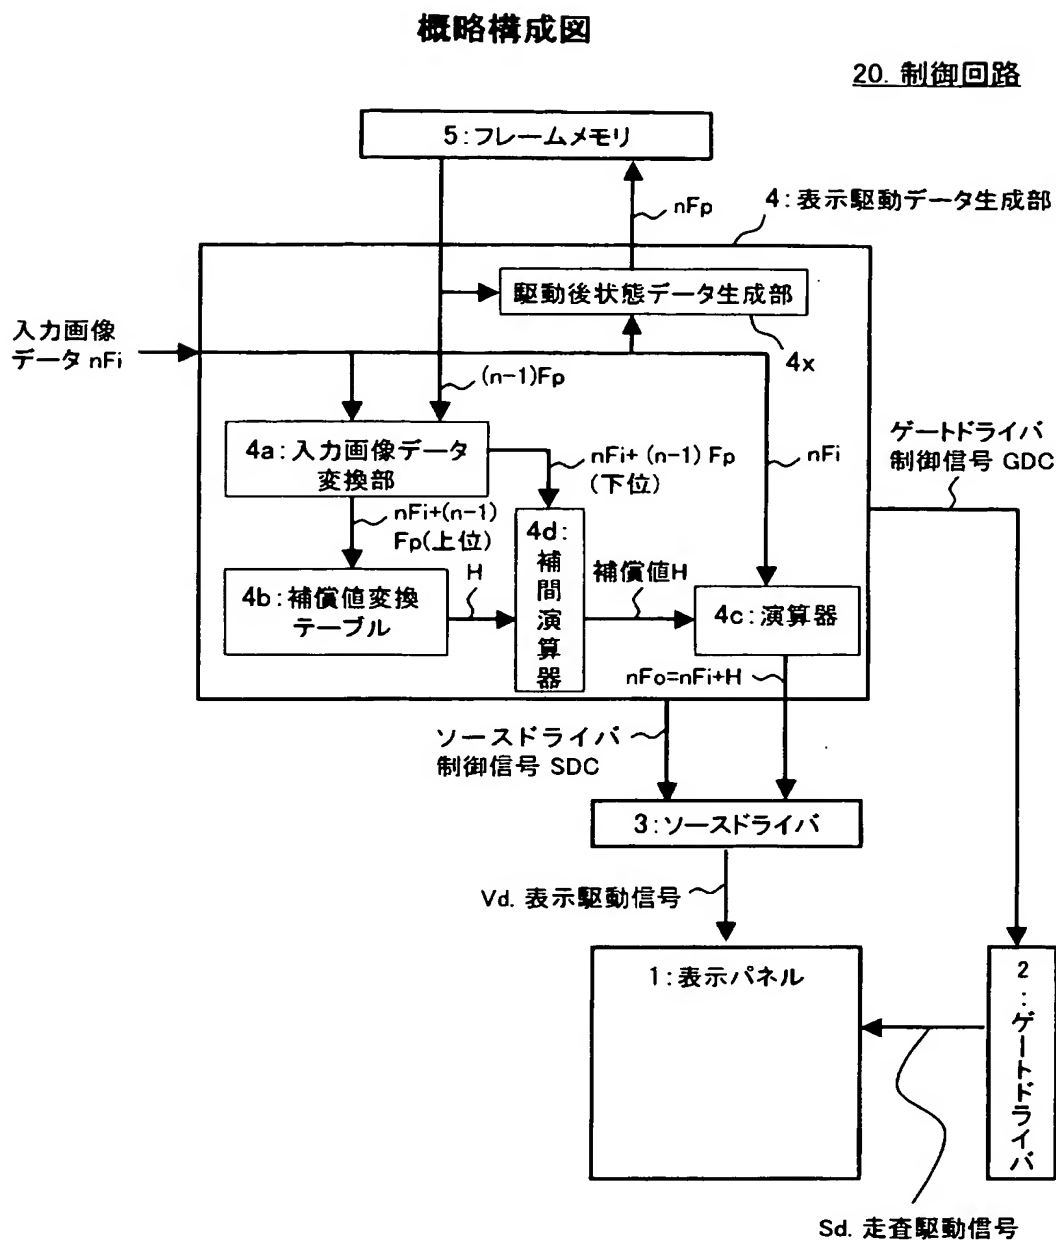 概略構成図
20. 制御回路
5:フレームメモリ
nFp
4:表示駆動データ生成部
駆動後状態データ生成部
4x
入力画像
データ nFi
(n-1)Fp
4a:入力画像データ
変換部
nFi+ (n-1) Fp
(下位)
nFi
ゲートドライバ
制御信号 GDC
nFi+(n-1)
Fp(上位)
4d:補間演算器
4b:補償値変換
テーブル
H
補償値H
4c:演算器
nFo=nFi+H
ソースドライバ
制御信号 SDC
3:ソースドライバ
Vd. 表示駆動信号
1:表示パネル
2:ゲートドライバ
Sd. 走査駆動信号